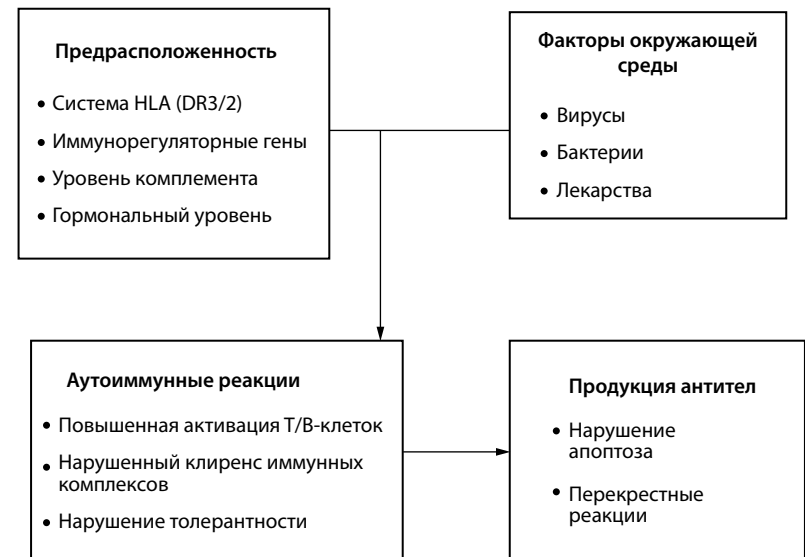 Предрасположенность
• Система HLA (DR3/2)
• Иммунорегуляторные гены
• Уровень комплемента
• Гормональный уровень
Факторы окружающей
среды
• Вирусы
• Бактерии
• Лекарства
Аутоиммунные реакции
• Повышенная активация Т/В-клеток
• Нарушенный клиренс иммунных
комплексов
• Нарушение толерантности
Продукция антител
• Нарушение
апоптоза
• Перекрестные
реакции